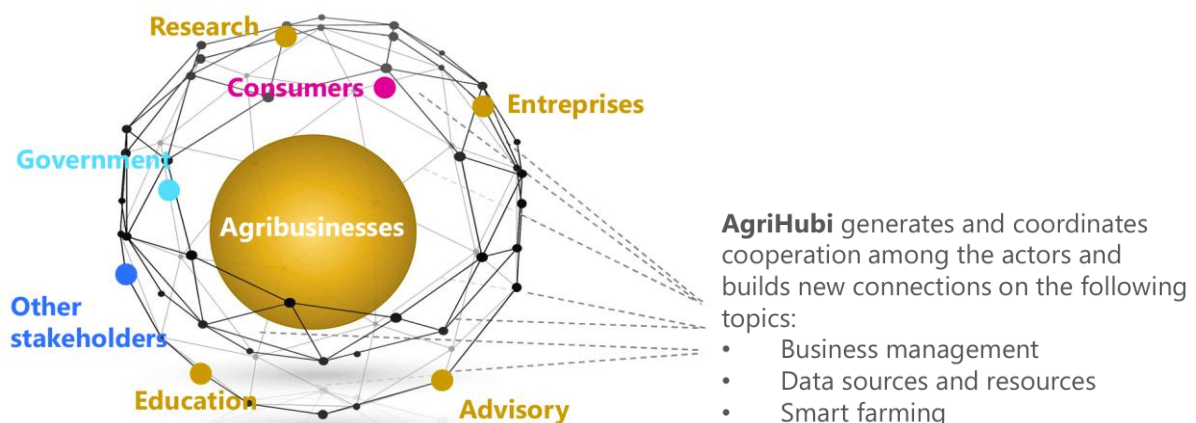 Research
Consumers
Entreprises
Government
Agribusinesses
Other
stakeholders
Education
Advisory
AgriHubi generates and coordinates
cooperation among the actors and
builds new connections on the following
topics:
• Business management
• Data sources and resources
• Smart farming